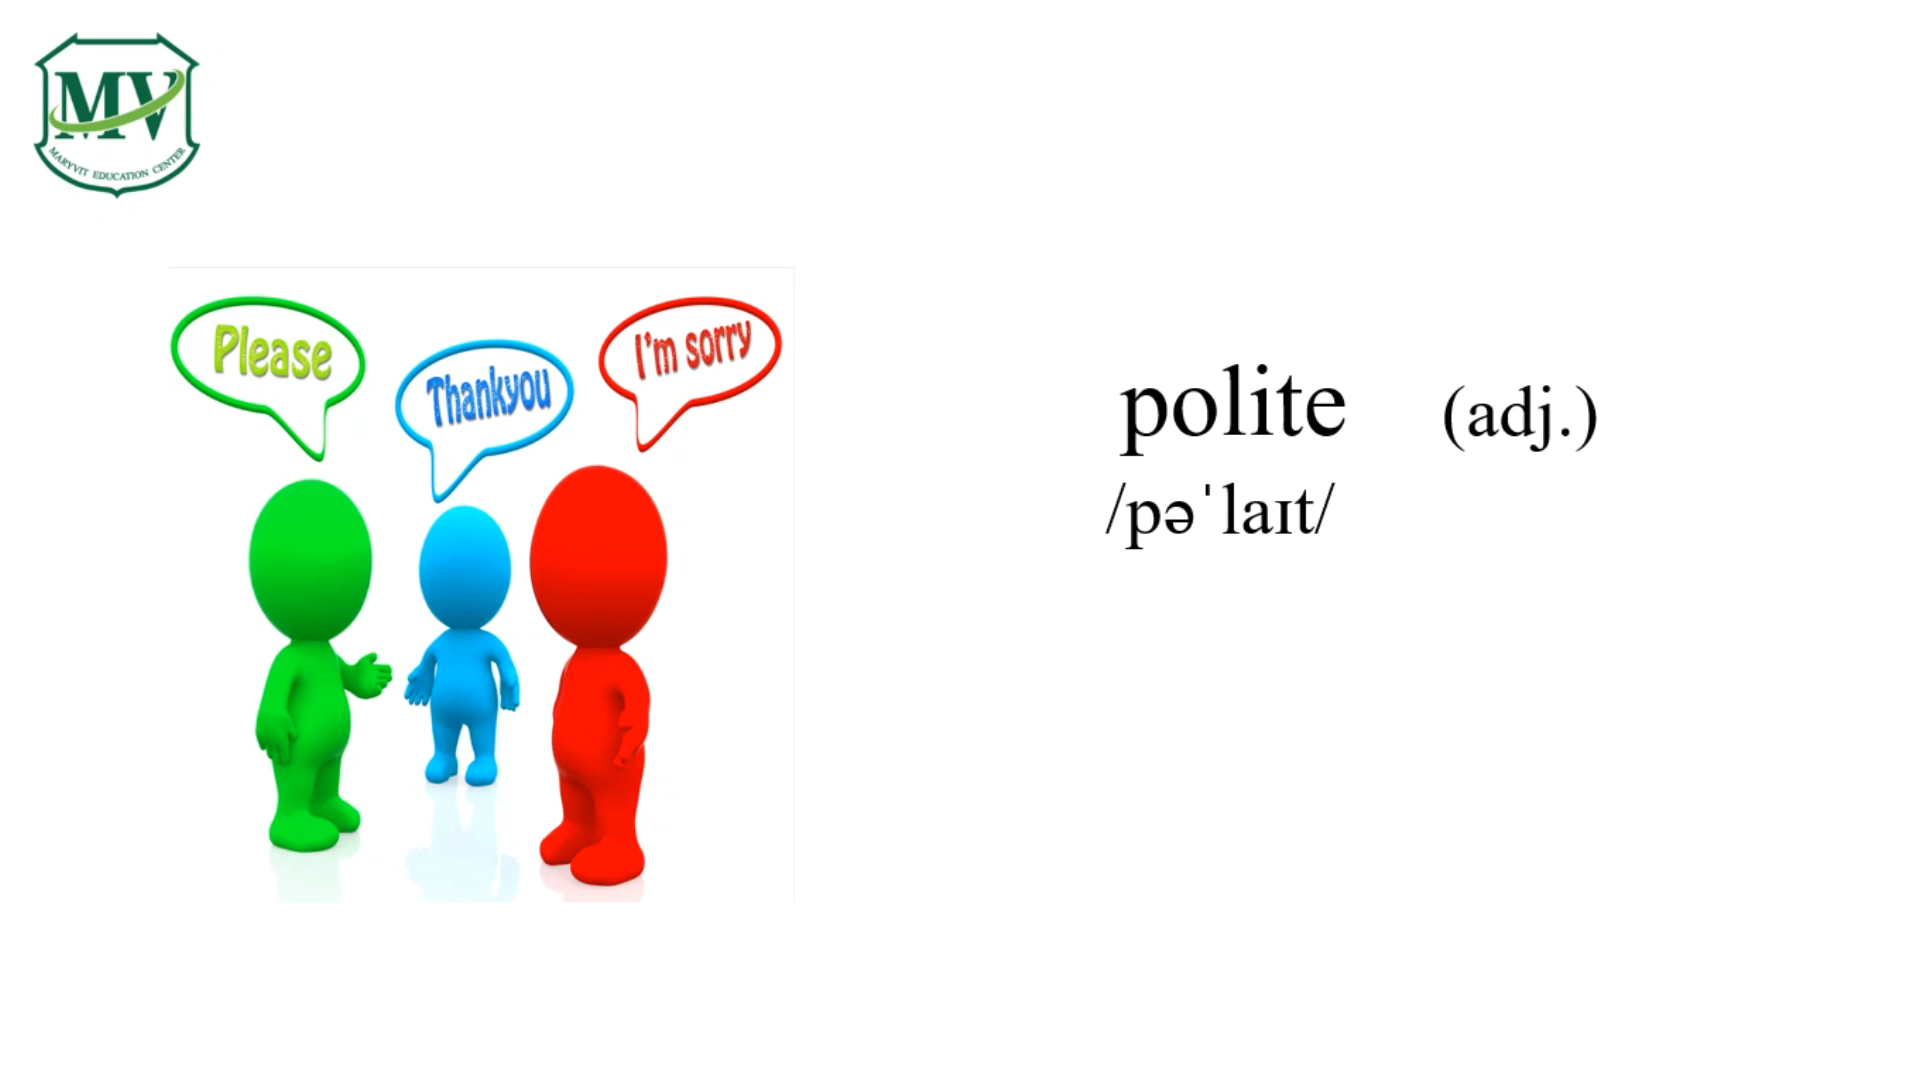 MV
MARYVIT EDUCATION CENTER
Please
Thankyou
I'm sorry
polite (adj.)
/pəˈlaɪt/